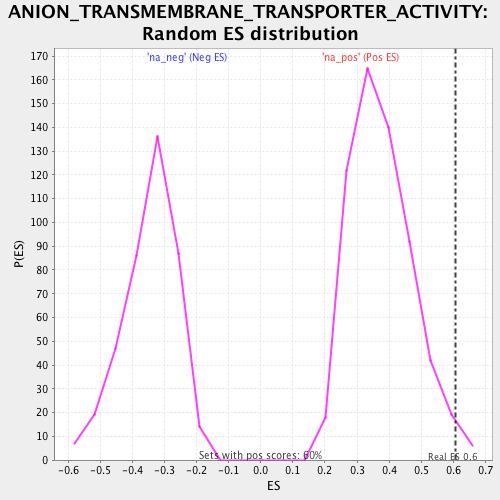 ANION_TRANSMEMBRANE_TRANSPORTER_ACTIVITY:
Random ES distribution
'na_neg' (Neg ES) 'na_pos' (Pos ES)
170
160
150
140
130
120
110
100
90
80
70
60
50
40
30
20
10
0
P(ES)
Sets with pos scores: 60%
Real ES 0.6
-0.6 -0.5 -0.4 -0.3 -0.2 -0.1 0.0 0.1 0.2 0.3 0.4 0.5 0.6 0.7
ES